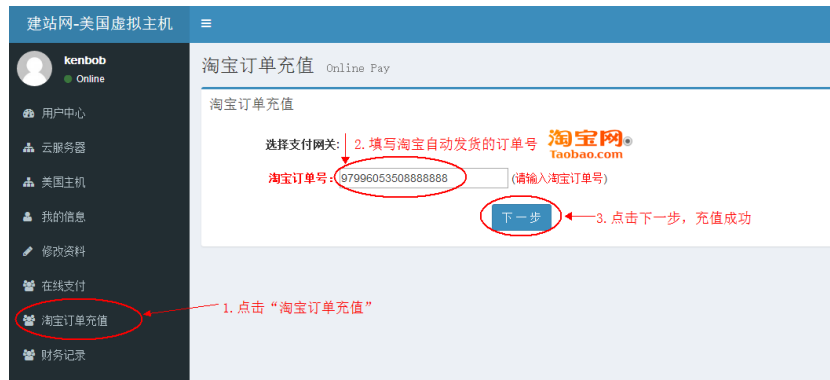 建站网-美国虚拟主机
kenbob
Online
用户中心
云服务器
美国主机
我的信息
修改资料
在线支付
淘宝订单充值
财务记录
淘宝订单充值 Online Pay
淘宝订单充值
选择支付网关: 2.填写淘宝自动发货的订单号 淘宝网
Taobao.com
淘宝订单号: 97996053508888888 (请输入淘宝订单号)
下一步 3.点击下一步，充值成功
1.点击“淘宝订单充值”